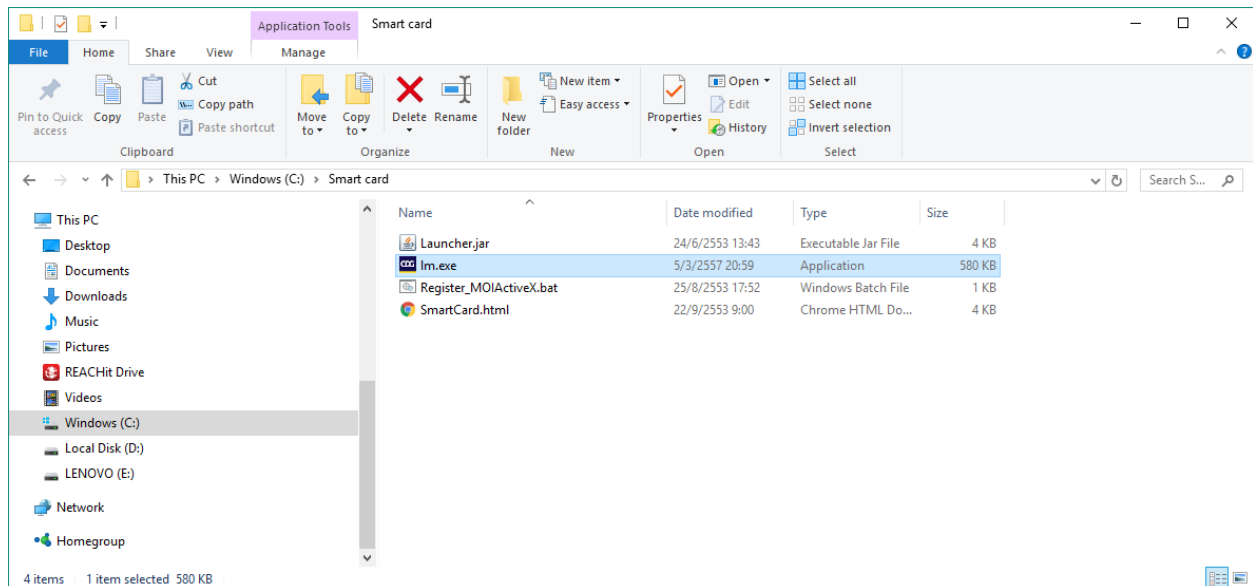 Application Tools Smart card
File Home Share View Manage
Pin to Quick access
Copy
Paste
Cut
Copy path
Paste shortcut
Move to
Copy to
Delete
Rename
New folder
New item
Easy access
Properties
Open
Edit
History
Select all
Select none
Invert selection
Clipboard Organize New Open Select
This PC > Windows (C:) > Smart card
Search S...
This PC
Desktop
Documents
Downloads
Music
Pictures
REACHit Drive
Videos
Windows (C:)
Local Disk (D:)
LENOVO (E:)
Network
Homegroup
Name Date modified Type Size
Launcher.jar 24/6/2553 13:43 Executable Jar File 4 KB
CDG lm.exe 5/3/2557 20:59 Application 580 KB
Register_MOIActiveX.bat 25/8/2553 17:52 Windows Batch File 1 KB
SmartCard.html 22/9/2553 9:00 Chrome HTML Do... 4 KB
4 items 1 item selected 580 KB